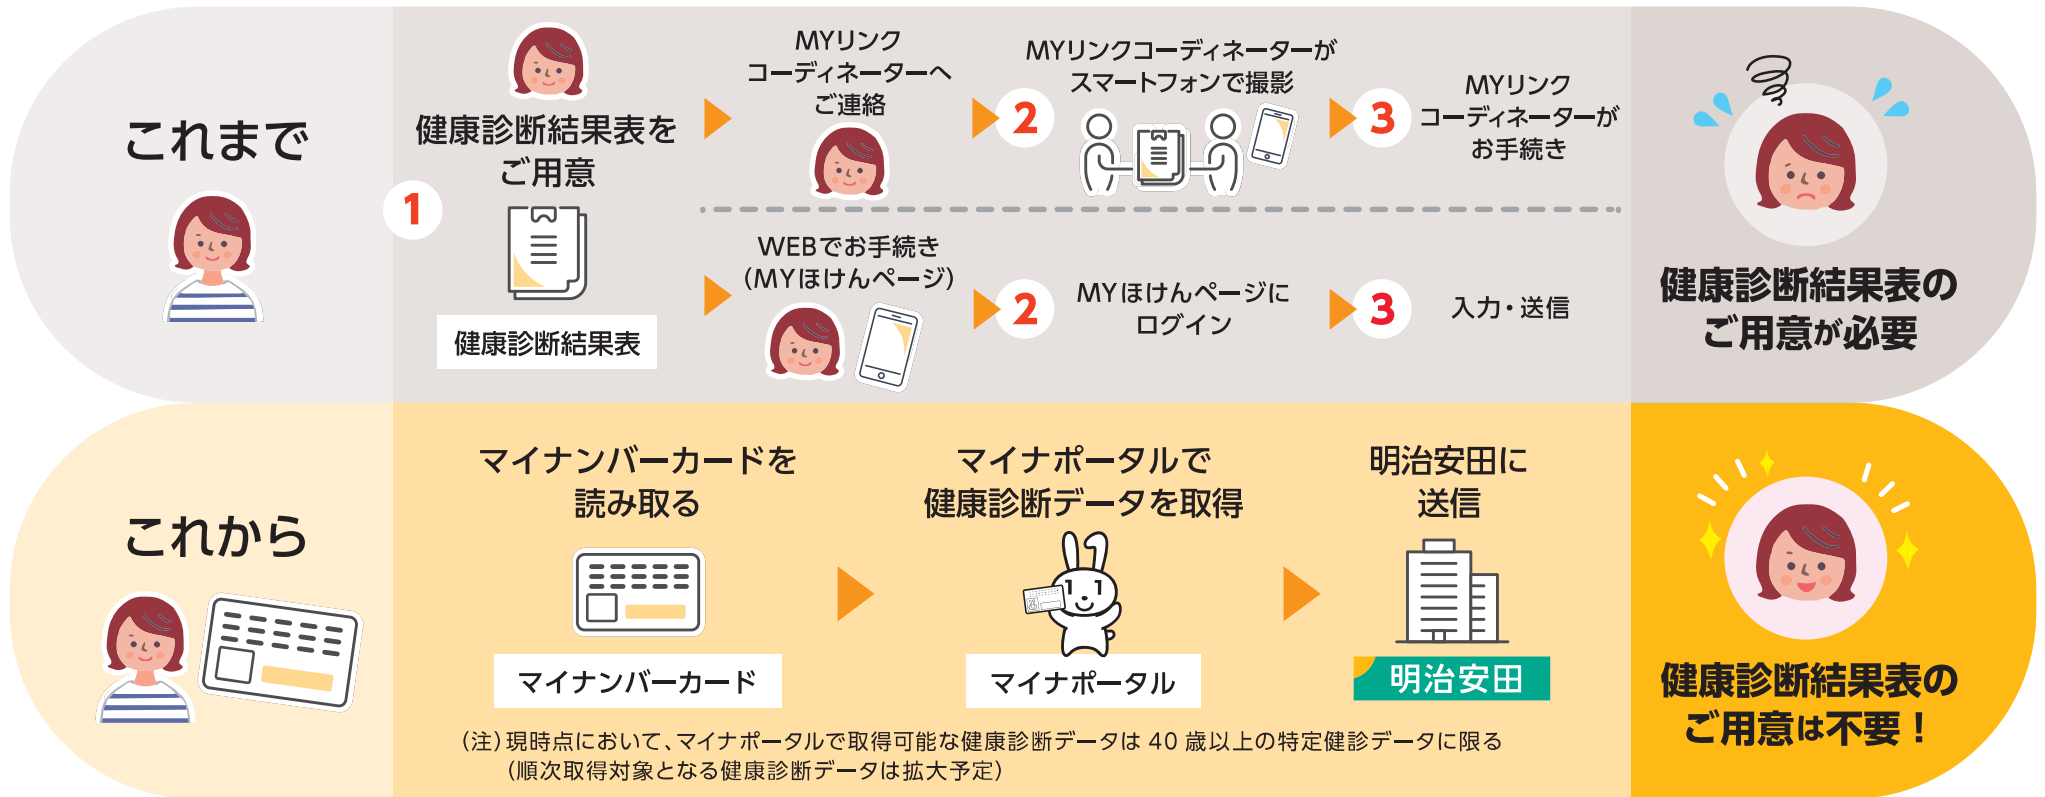 これまで
1
健康診断結果表を
ご用意
健康診断結果表
MYリンク
コーディネーターへ
ご連絡
2
MYリンクコーディネーターが
スマートフォンで撮影
3
MYリンク
コーディネーターが
お手続き
WEBでお手続き
(MYほけんページ)
2
MYほけんページに
ログイン
3
入力・送信
健康診断結果表の
ご用意が必要
これから
マイナンバーカードを
読み取る
マイナンバーカード
マイナポータルで
健康診断データを取得
マイナポータル
明治安田に
送信
明治安田
(注)現時点において、マイナポータルで取得可能な健康診断データは 40 歳以上の特定健診データに限る
(順次取得対象となる健康診断データは拡大予定)
健康診断結果表の
ご用意は不要!